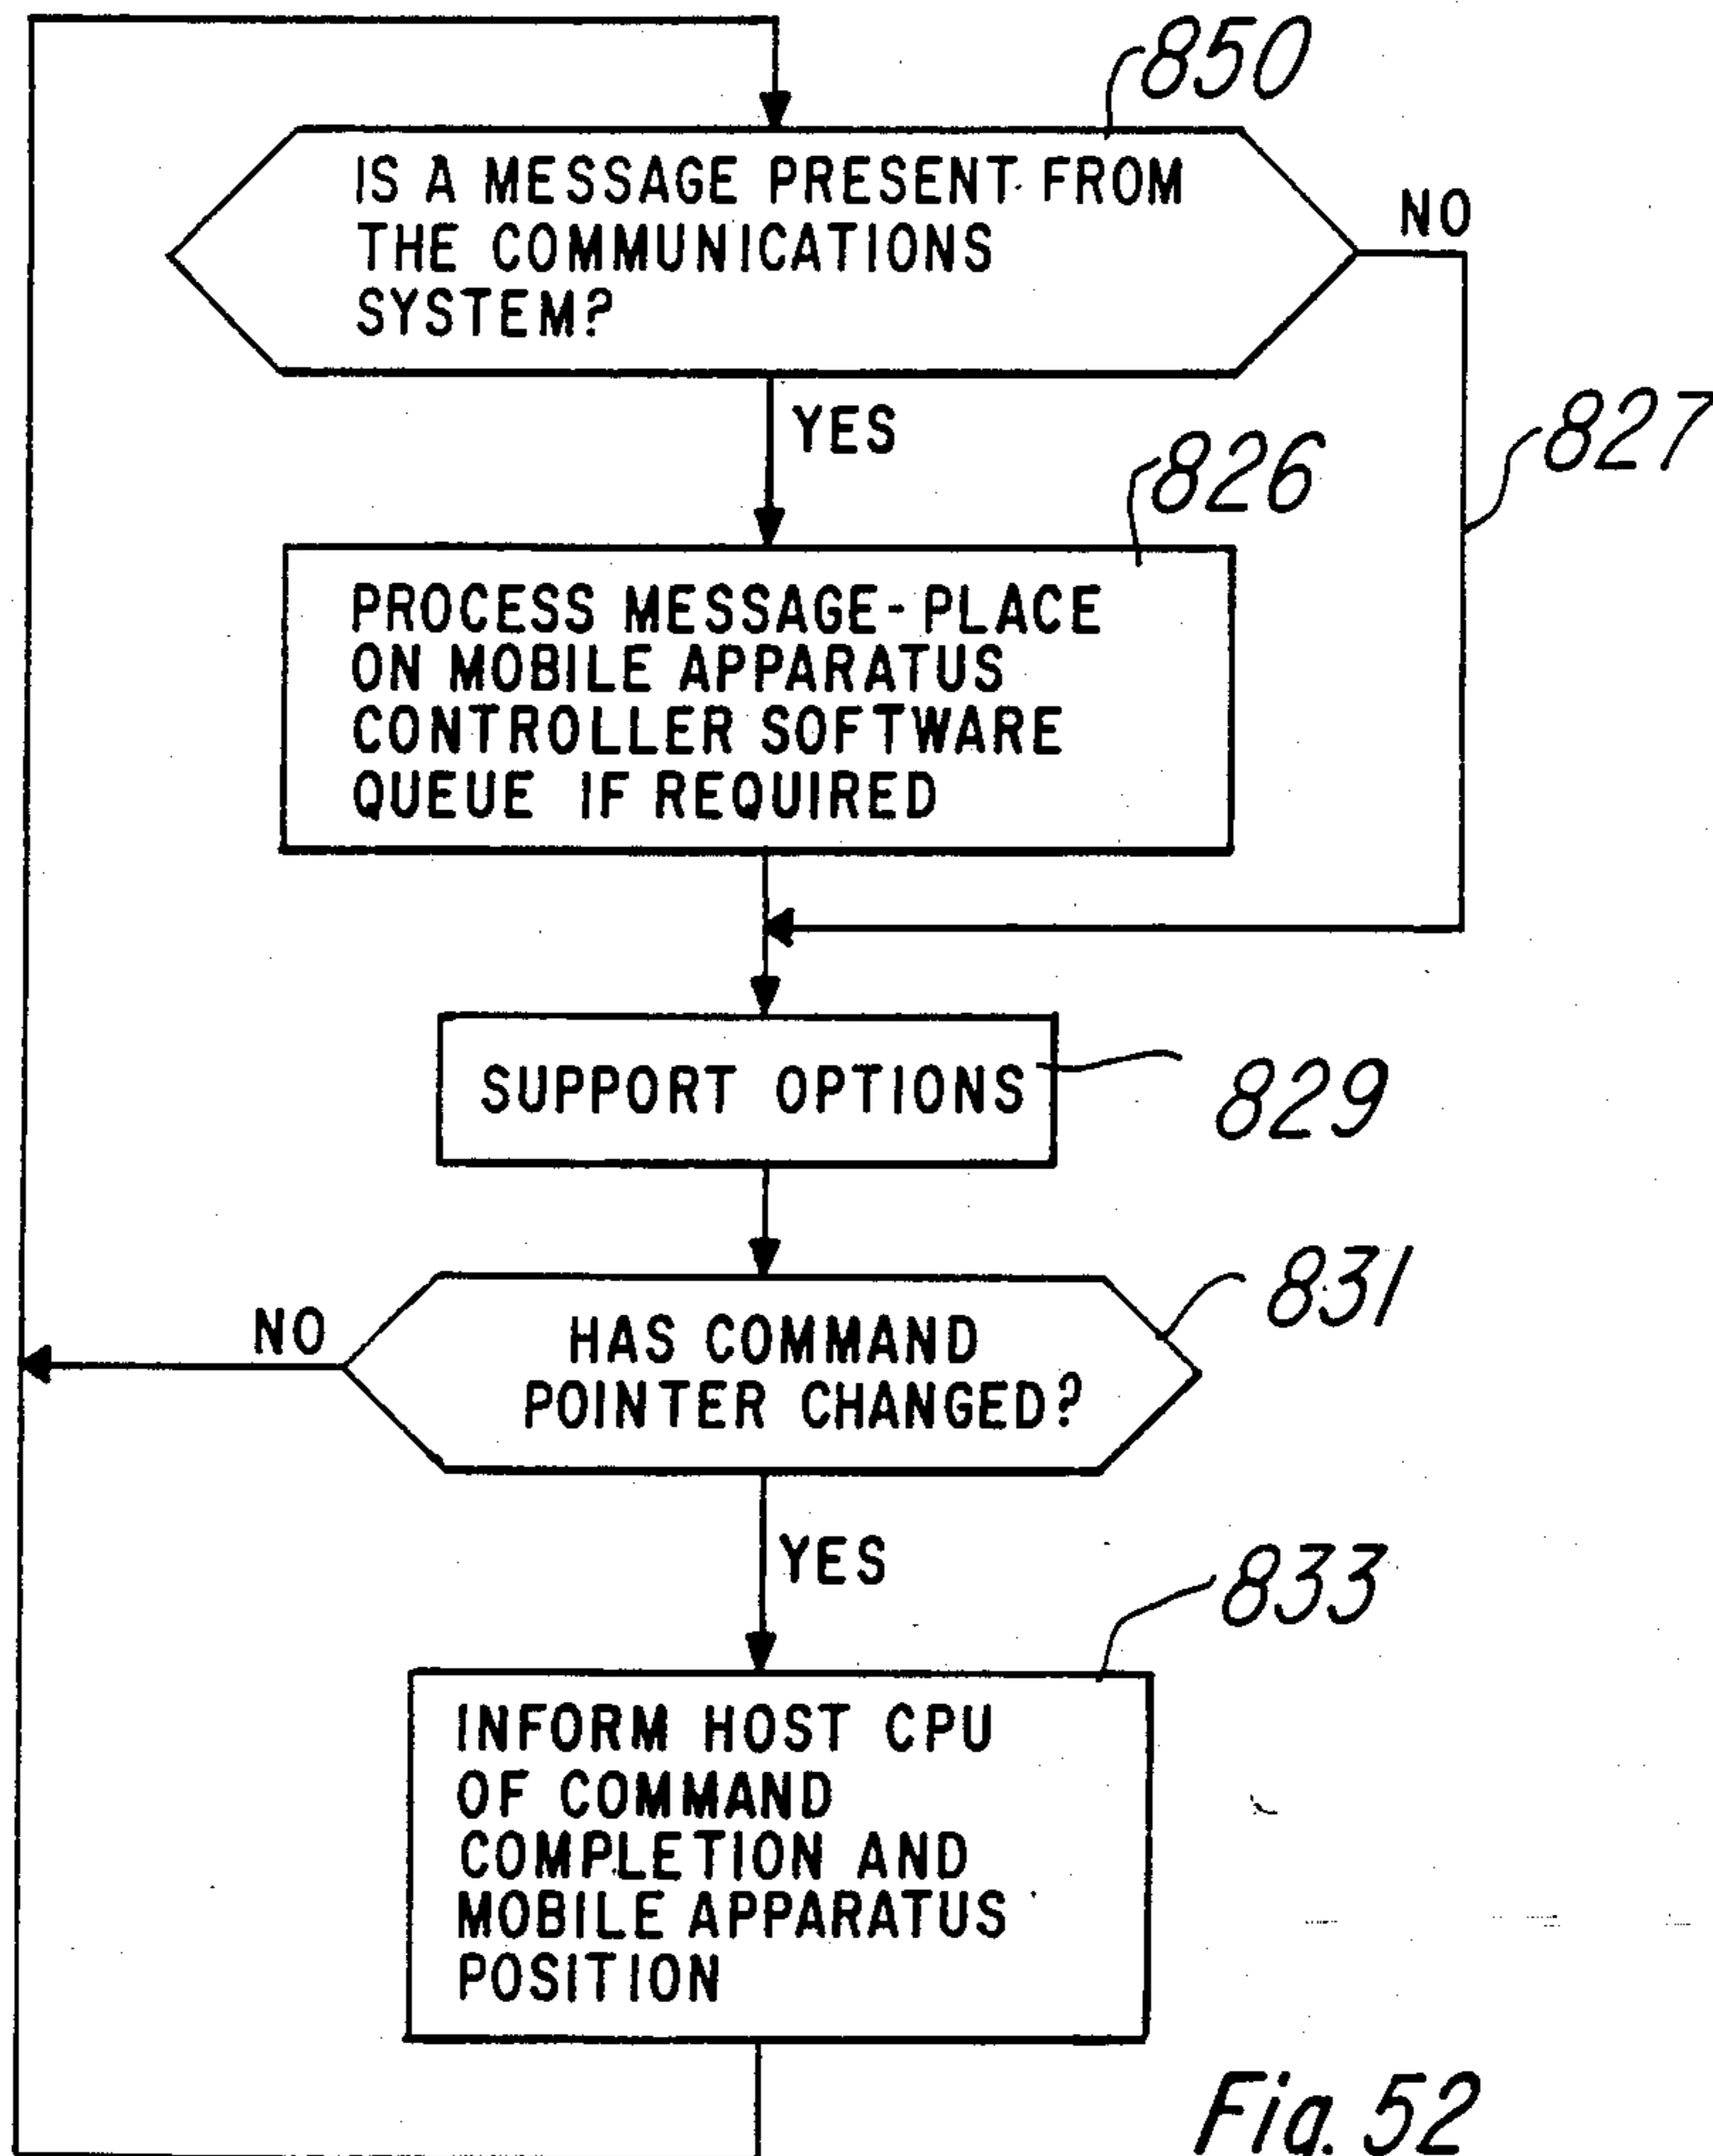 850
IS A MESSAGE PRESENT FROM
THE COMMUNICATIONS
SYSTEM?
NO
YES
827
826
PROCESS MESSAGE-PLACE
ON MOBILE APPARATUS
CONTROLLER SOFTWARE
QUEUE IF REQUIRED
SUPPORT OPTIONS
829
831
NO
HAS COMMAND
POINTER CHANGED?
YES
833
INFORM HOST CPU
OF COMMAND
COMPLETION AND
MOBILE APPARATUS
POSITION
Fig. 52